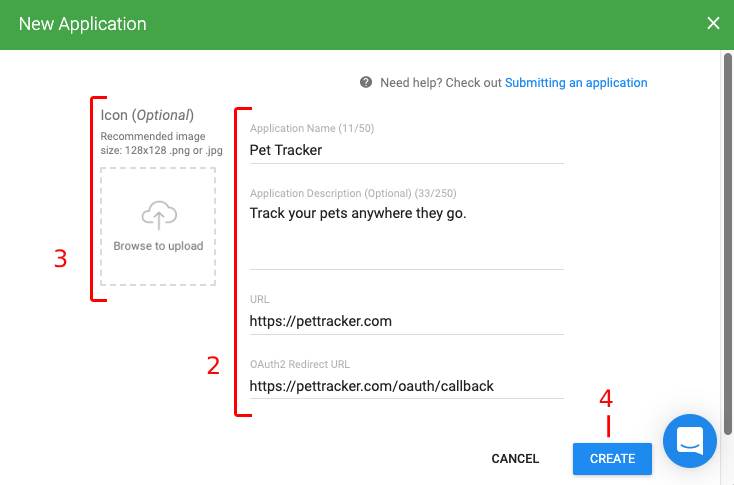 New Application
Need help? Check out Submitting an application
Icon (Optional)
Recommended image
size: 128x128 .png or .jpg
Browse to upload
3
Application Name (11/50)
Pet Tracker
Application Description (Optional) (33/250)
Track your pets anywhere they go.
URL
https://pettracker.com
OAuth2 Redirect URL
https://pettracker.com/oauth/callback
2
4
CANCEL
CREATE